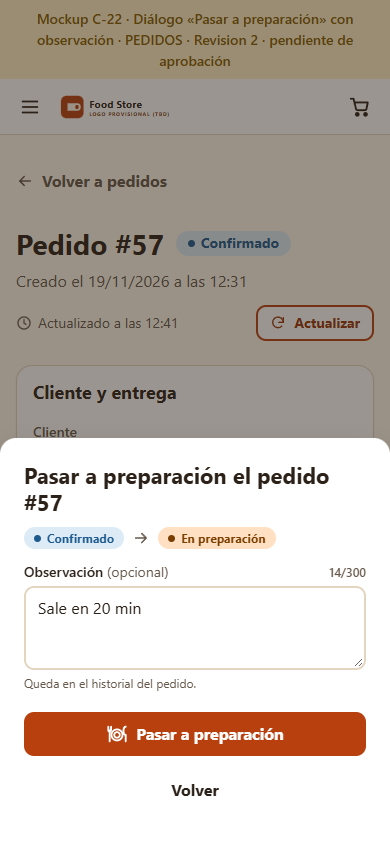 Mockup C-22 · Diálogo «Pasar a preparación» con
observación · PEDIDOS · Revision 2 · pendiente de
aprobación
Food Store
LOGO PROVISIONAL (TBD)
Volver a pedidos
Pedido #57
Confirmado
Creado el 19/11/2026 a las 12:31
Actualizado a las 12:41
Actualizar
Cliente y entrega
Cliente
Pasar a preparación el pedido
#57
Confirmado → En preparación
Observación (opcional) 14/300
Sale en 20 min
Queda en el historial del pedido.
Pasar a preparación
Volver